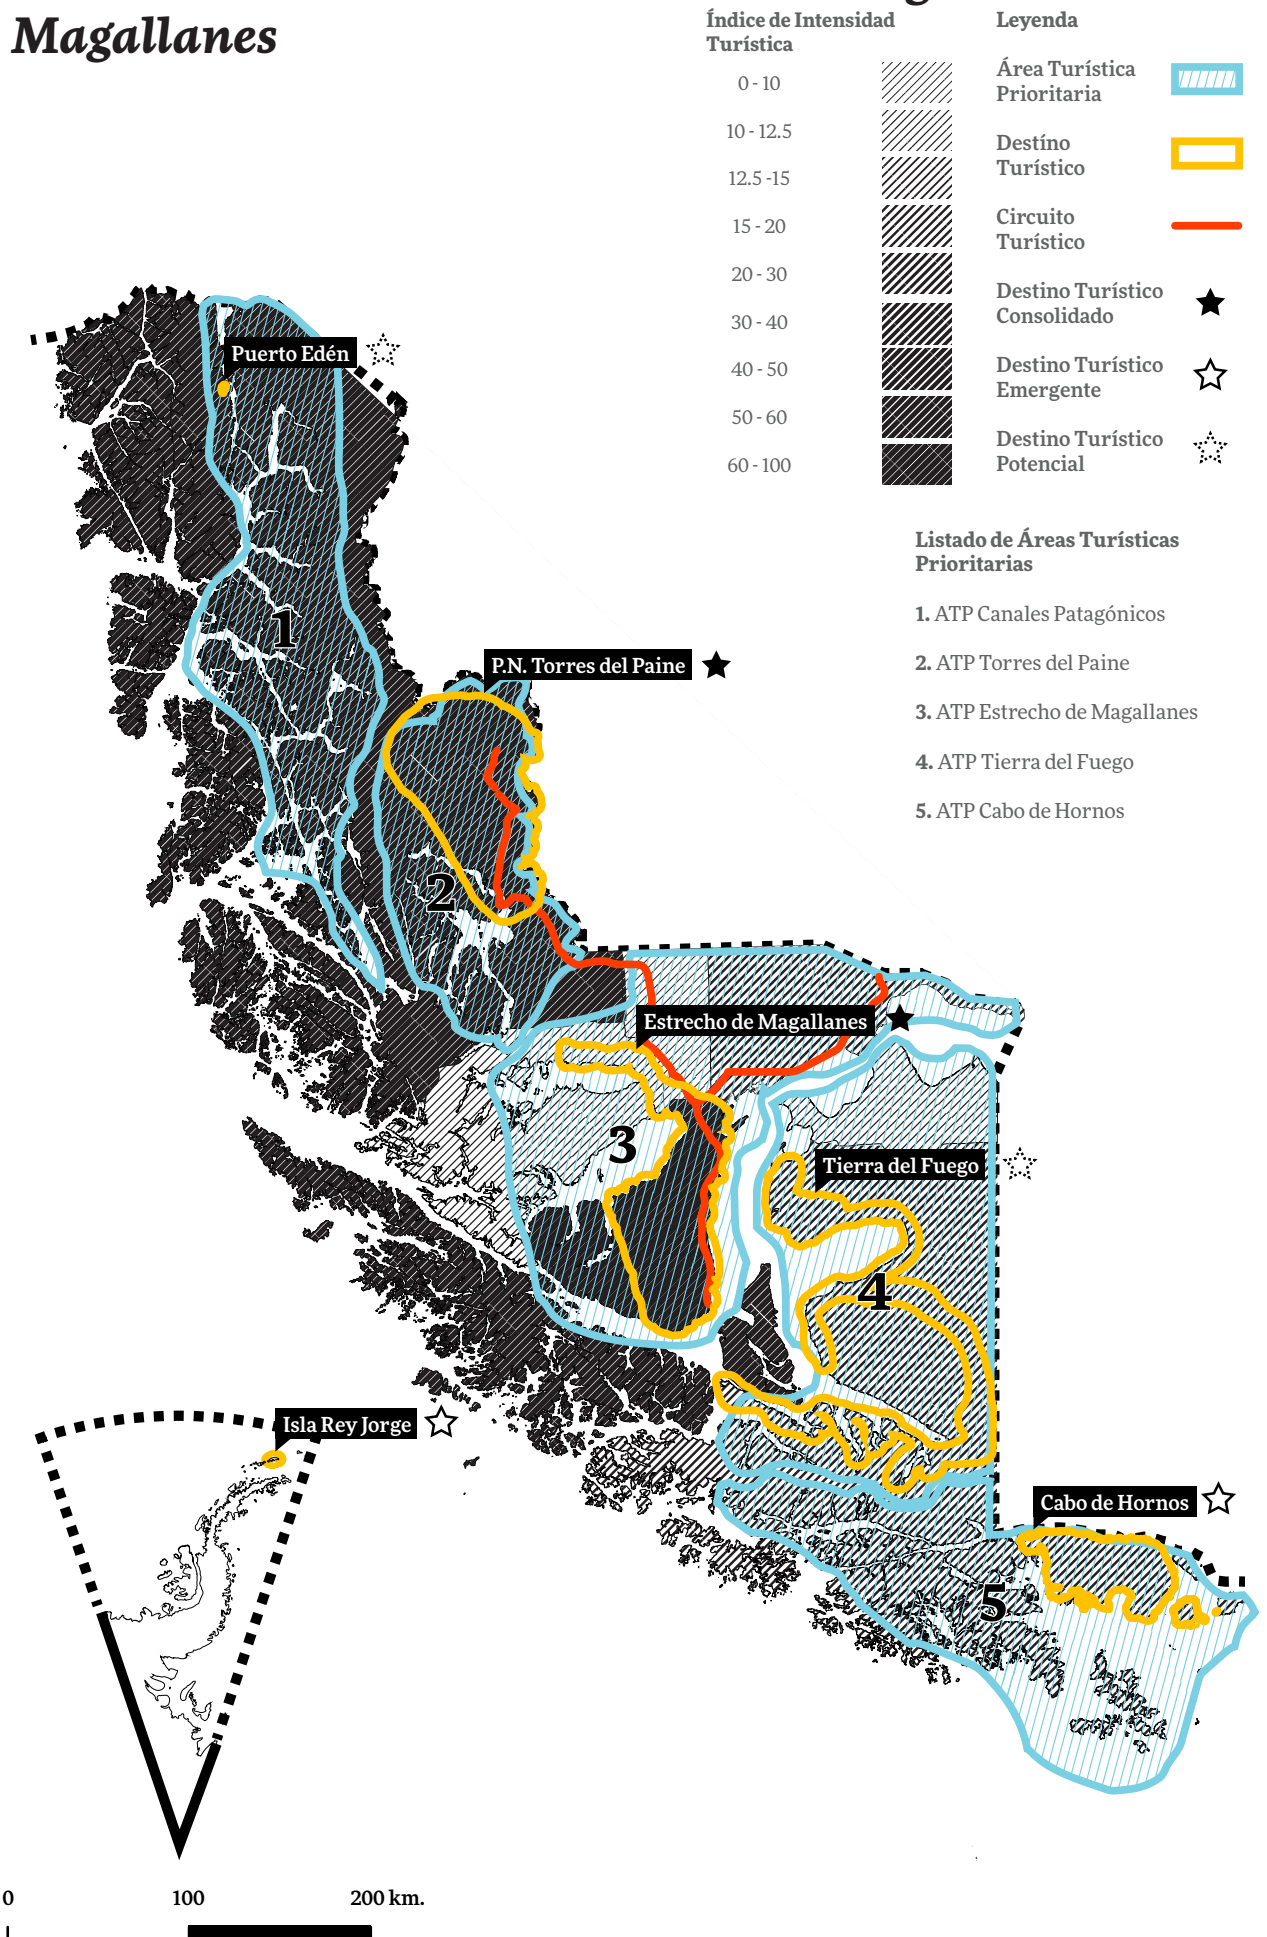 Magallanes
Índice de Intensidad
Turística
0 - 10
10 - 12.5
12.5 -15
15 - 20
20 - 30
30 - 40
40 - 50
50 - 60
60 - 100
Leyenda
Área Turística
Prioritaria
Destíno
Turístico
Circuito
Turístico
Destino Turístico
Consolidado
Destino Turístico
Emergente
Destino Turístico
Potencial
Listado de Áreas Turísticas
Prioritarias
1. ATP Canales Patagónicos
2. ATP Torres del Paine
3. ATP Estrecho de Magallanes
4. ATP Tierra del Fuego
5. ATP Cabo de Hornos
Puerto Edén
1
P.N. Torres del Paine
2
Estrecho de Magallanes
3
Tierra del Fuego
4
Isla Rey Jorge
Cabo de Hornos
5
0 100 200 km.